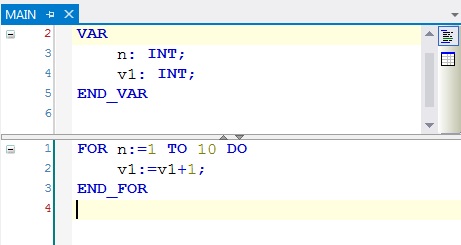 MAIN
2 VAR
3     n: INT;
4     v1: INT;
5 END_VAR
6
1 FOR n:=1 TO 10 DO
2     v1:=v1+1;
3 END_FOR
4